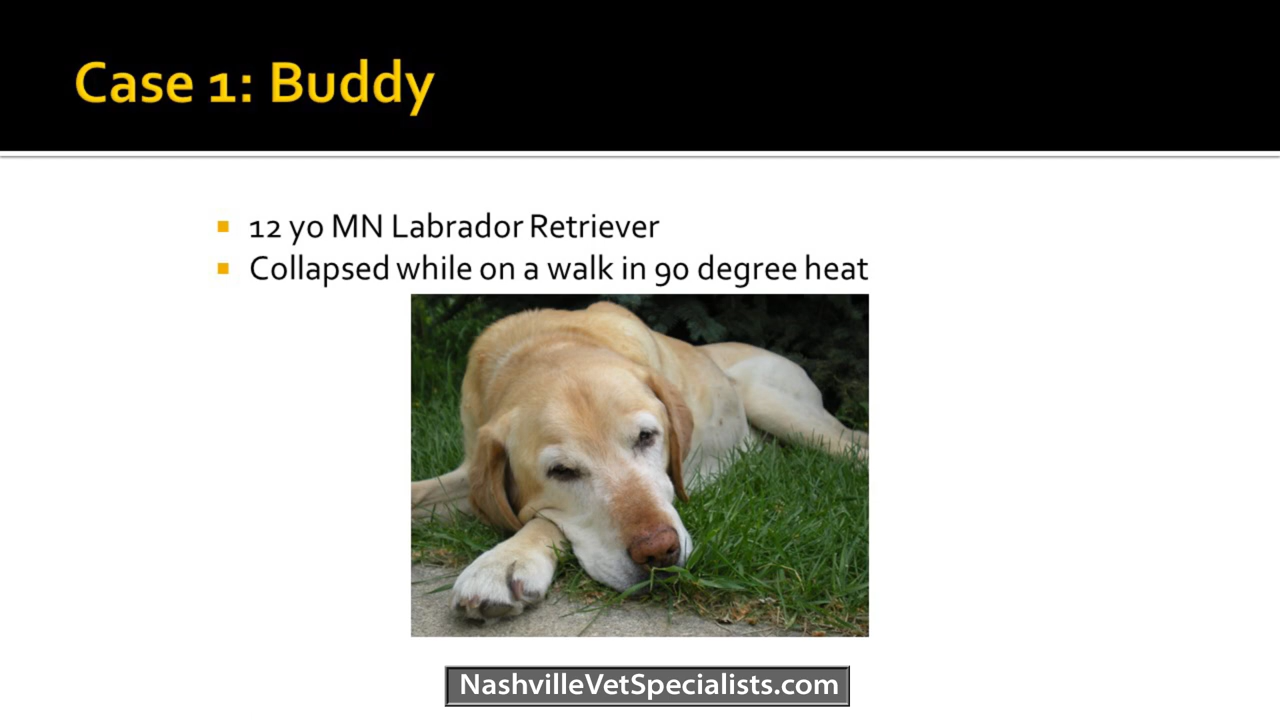 Case 1: Buddy
12 yo MN Labrador Retriever
Collapsed while on a walk in 90 degree heat
NashvilleVetSpecialists.com